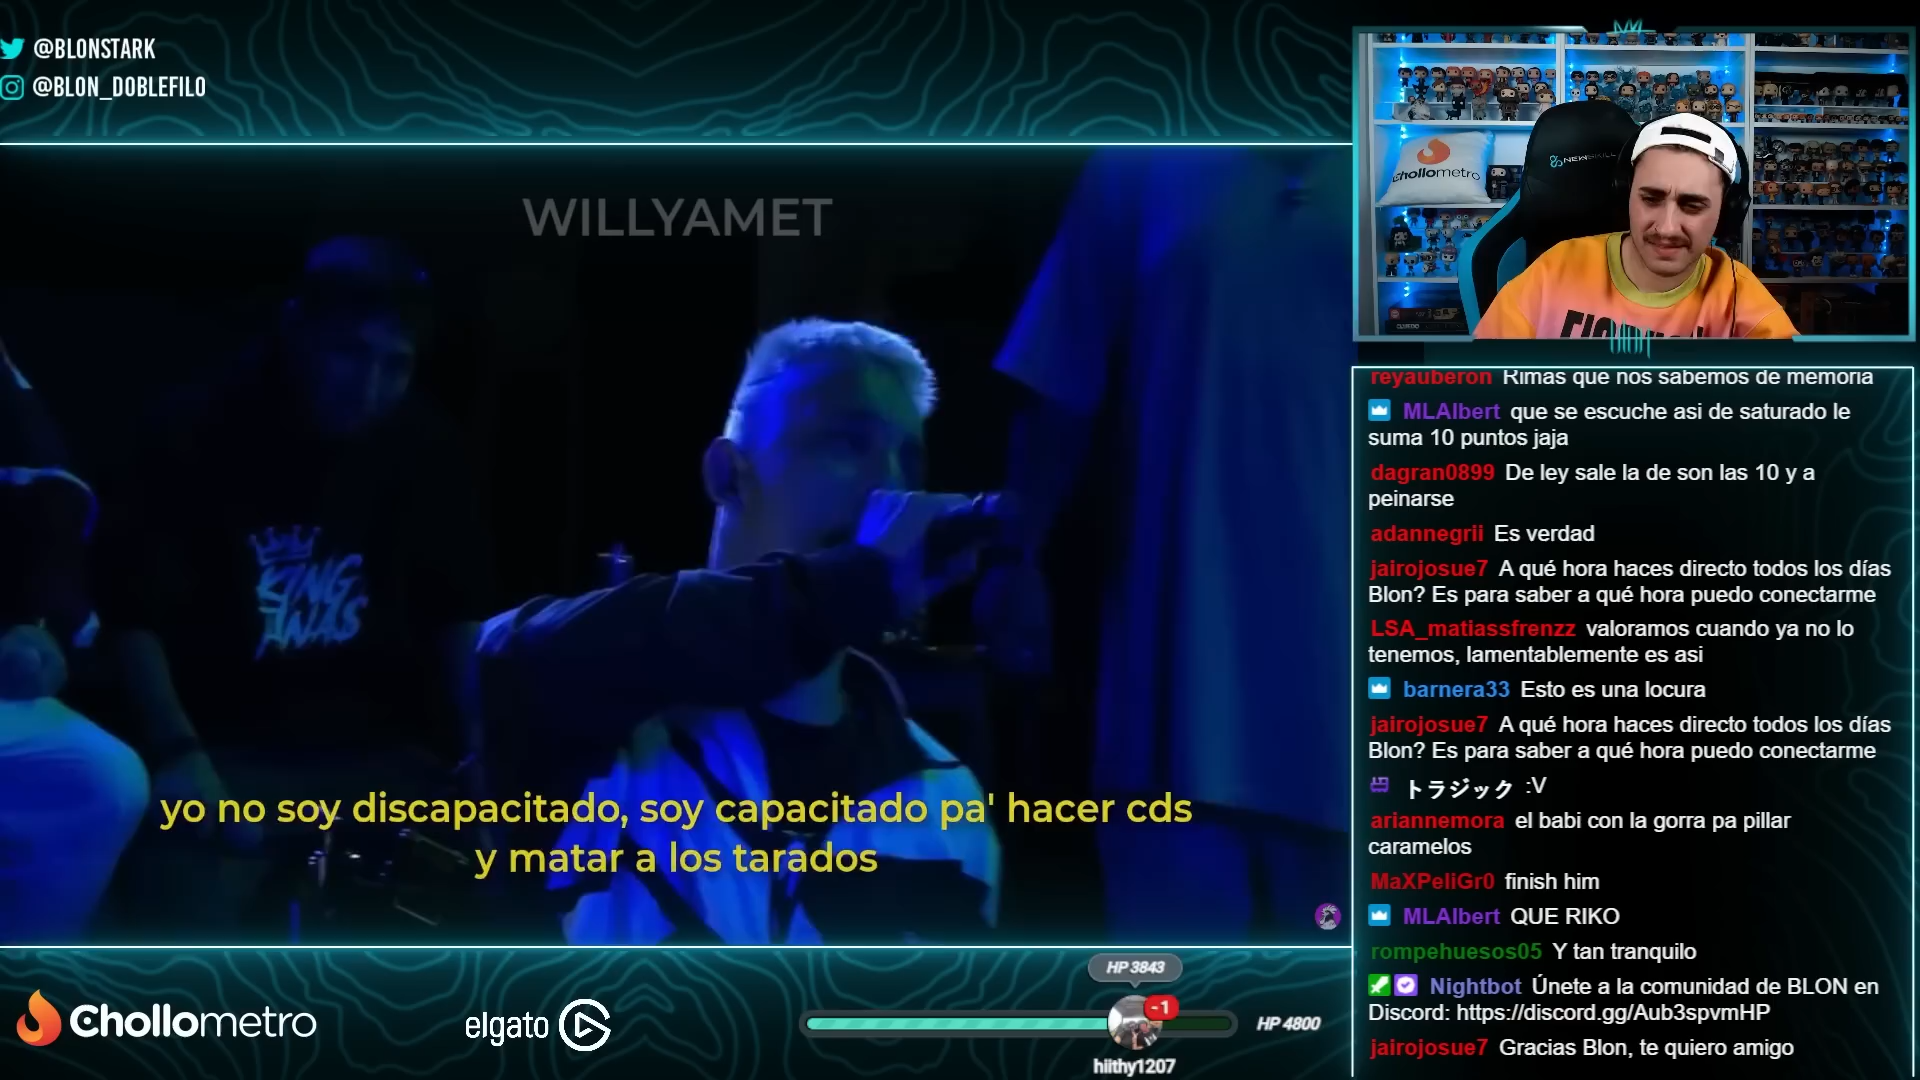 @BLONSTARK
@BLON_DOBLEFILO
WILLYAMET
KING
yo no soy discapacitado, soy capacitado pa' hacer cds
y matar a los tarados
Chollometro
elgato
HP 3843
-1
HP 4800
hiithy1207
chollometro
NEWSKILL
reyauberon Rimas que nos sabemos de memoria
MLAlbert que se escuche asi de saturado le
suma 10 puntos jaja
dagran0899 De ley sale la de son las 10 y a
peinarse
adannegrii Es verdad
jairojosue7 A qué hora haces directo todos los días
Blon? Es para saber a qué hora puedo conectarme
LSA_matiassfrenzz valoramos cuando ya no lo
tenemos, lamentablemente es asi
barnera33 Esto es una locura
jairojosue7 A qué hora haces directo todos los días
Blon? Es para saber a qué hora puedo conectarme
トラジック :V
ariannemora el babi con la gorra pa pillar
caramelos
MaXPeliGr0 finish him
MLAlbert QUE RIKO
rompehuesos05 Y tan tranquilo
Nightbot Únete a la comunidad de BLON en
Discord: https://discord.gg/Aub3spvmHP
jairojosue7 Gracias Blon, te quiero amigo